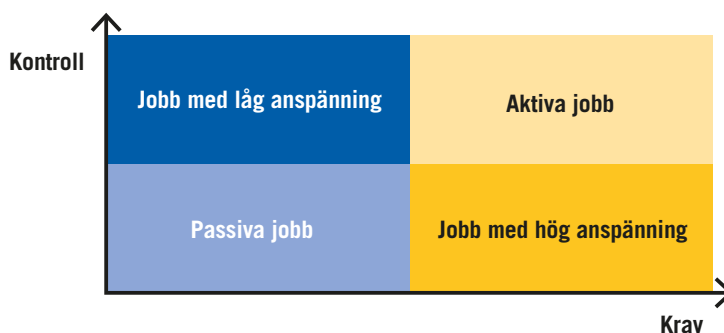 Kontroll
Jobb med låg anspänning
Aktiva jobb
Passiva jobb
Jobb med hög anspänning
Krav